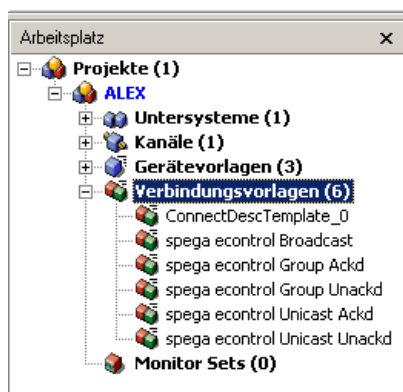 Arbeitsplatz
Projekte (1)
ALEX
Untersysteme (1)
Kanäle (1)
Gerätevorlagen (3)
Verbindungsvorlagen (6)
ConnectDescTemplate_0
spega econtrol Broadcast
spega econtrol Group Ackd
spega econtrol Group Unackd
spega econtrol Unicast Ackd
spega econtrol Unicast Unackd
Monitor Sets (0)